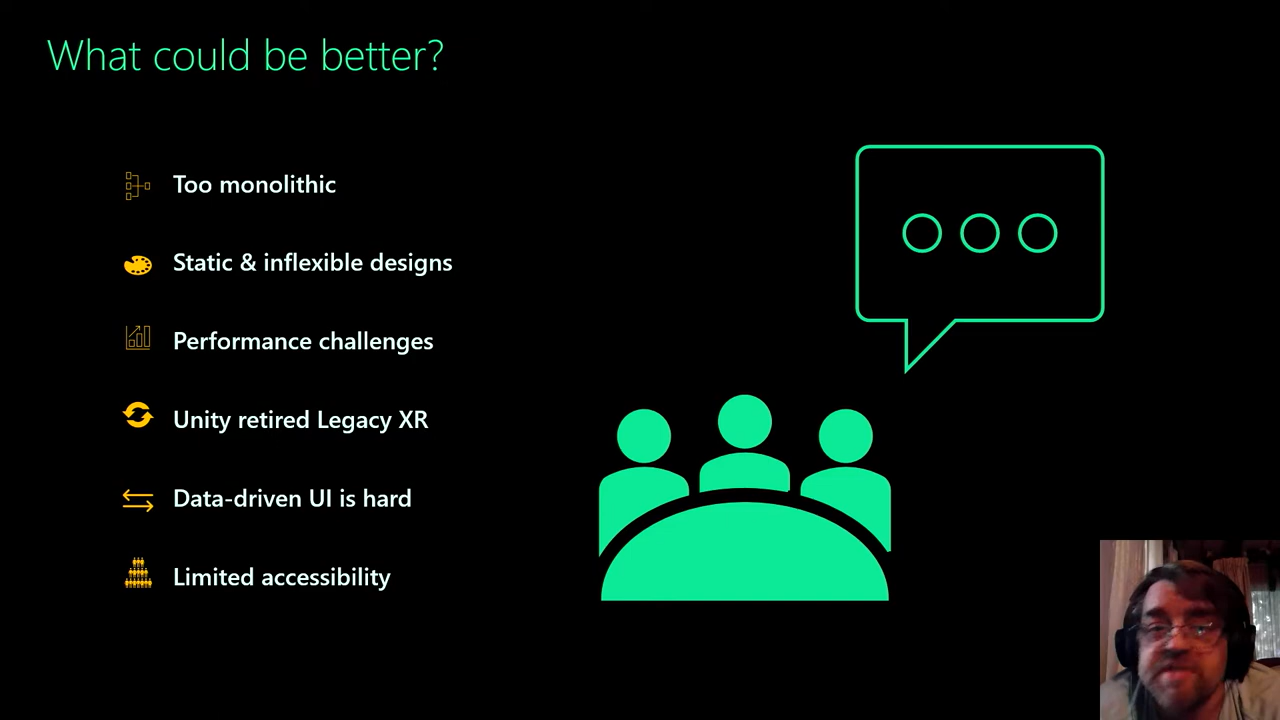 What could be better?
Too monolithic
Static & inflexible designs
Performance challenges
Unity retired Legacy XR
Data-driven UI is hard
Limited accessibility